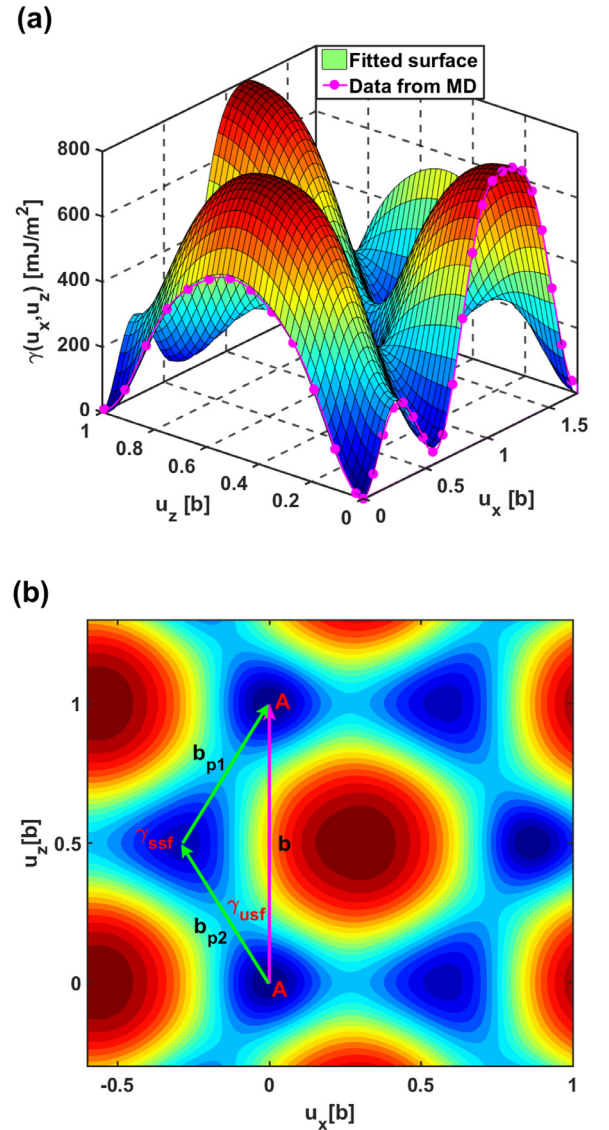 (a)
Fitted surface
Data from MD
800
600
400
200
0
γ(u_x,u_z) [mJ/m²]
1
0.8
0.6
0.4
0.2
0
u_z [b]
0
0.5
1
1.5
u_x [b]
(b)
1
0.5
0
u_z[b]
A
b_p1
γ_ssf
b
γ_usf
b_p2
A
-0.5
0
0.5
1
u_x[b]